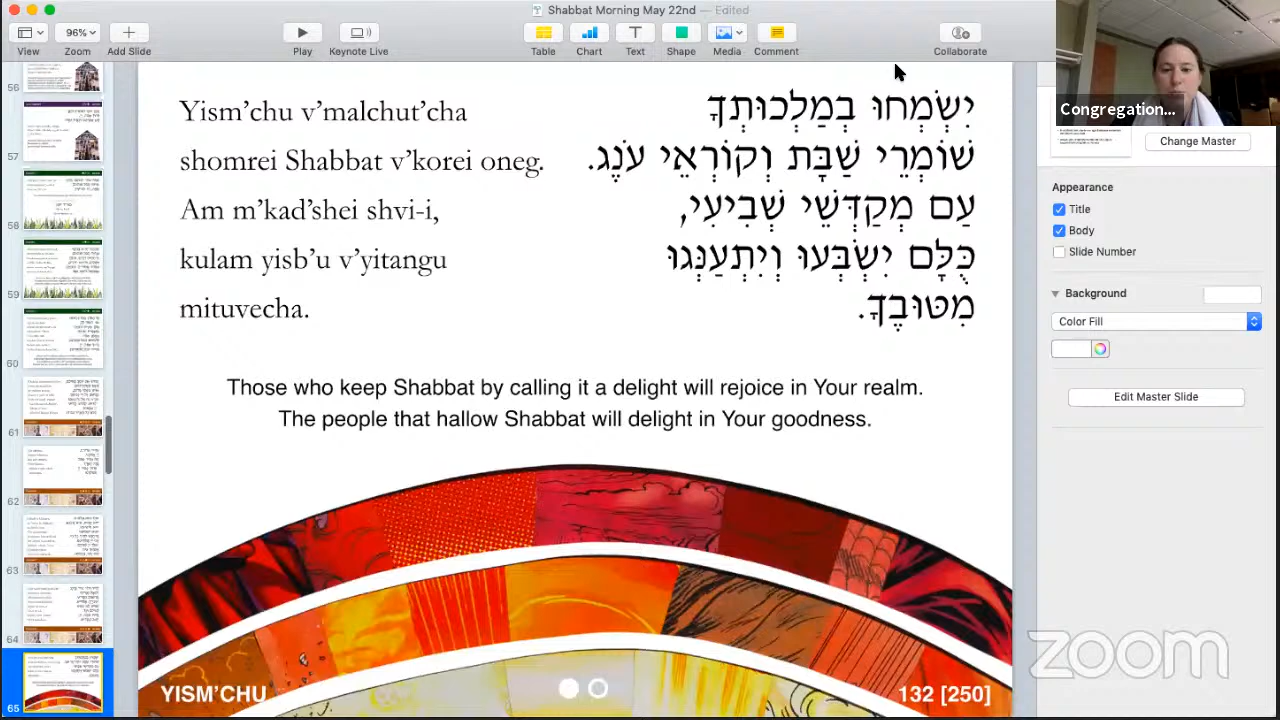 Shabbat Morning May 22nd — Edited
96%
View
Zoom
Add Slide
Play
Keynote Live
Table
Chart
Text
Shape
Media
Comment
Collaborate
Congregation...
Change Master
Appearance
Title
Body
Slide Number
Background
Color Fill
Edit Master Slide
56
57
58
59
60
61
62
63
64
65
Yism’chu v’malchut’cha
shomrei Shabbat v’korei oneg.
Am m’kad’shei shvi-i,
kulam yisb’u v’yitangu
mituvecha.
יִשְׂמְחוּ בְמַלְכוּתְךָ
שׁוֹמְרֵי שַׁבָּת וְקוֹרְאֵי עֹנֶג.
עַם מְקַדְּשֵׁי שְׁבִיעִי,
כֻּלָּם יִשְׂבְּעוּ וְיִתְעַנְּגוּ
מִטּוּבֶךָ.
Those who keep Shabbat by calling it a delight will rejoice in Your realm.
The people that hallow Shabbat will delight in Your goodness.
YISM’CHU
132 [250]
zoom